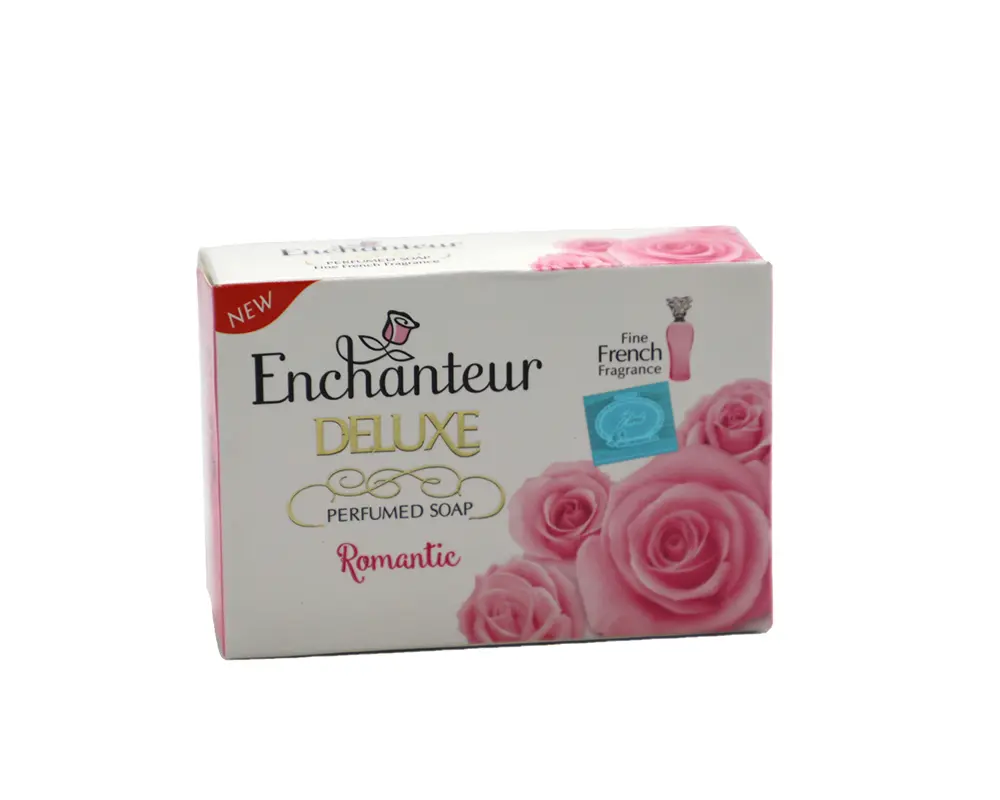 Enchanteur
PERFUMED SOAP
Fine French Fragrance
NEW
Enchanteur
DELUXE
PERFUMED SOAP
Romantic
Fine
French
Fragrance